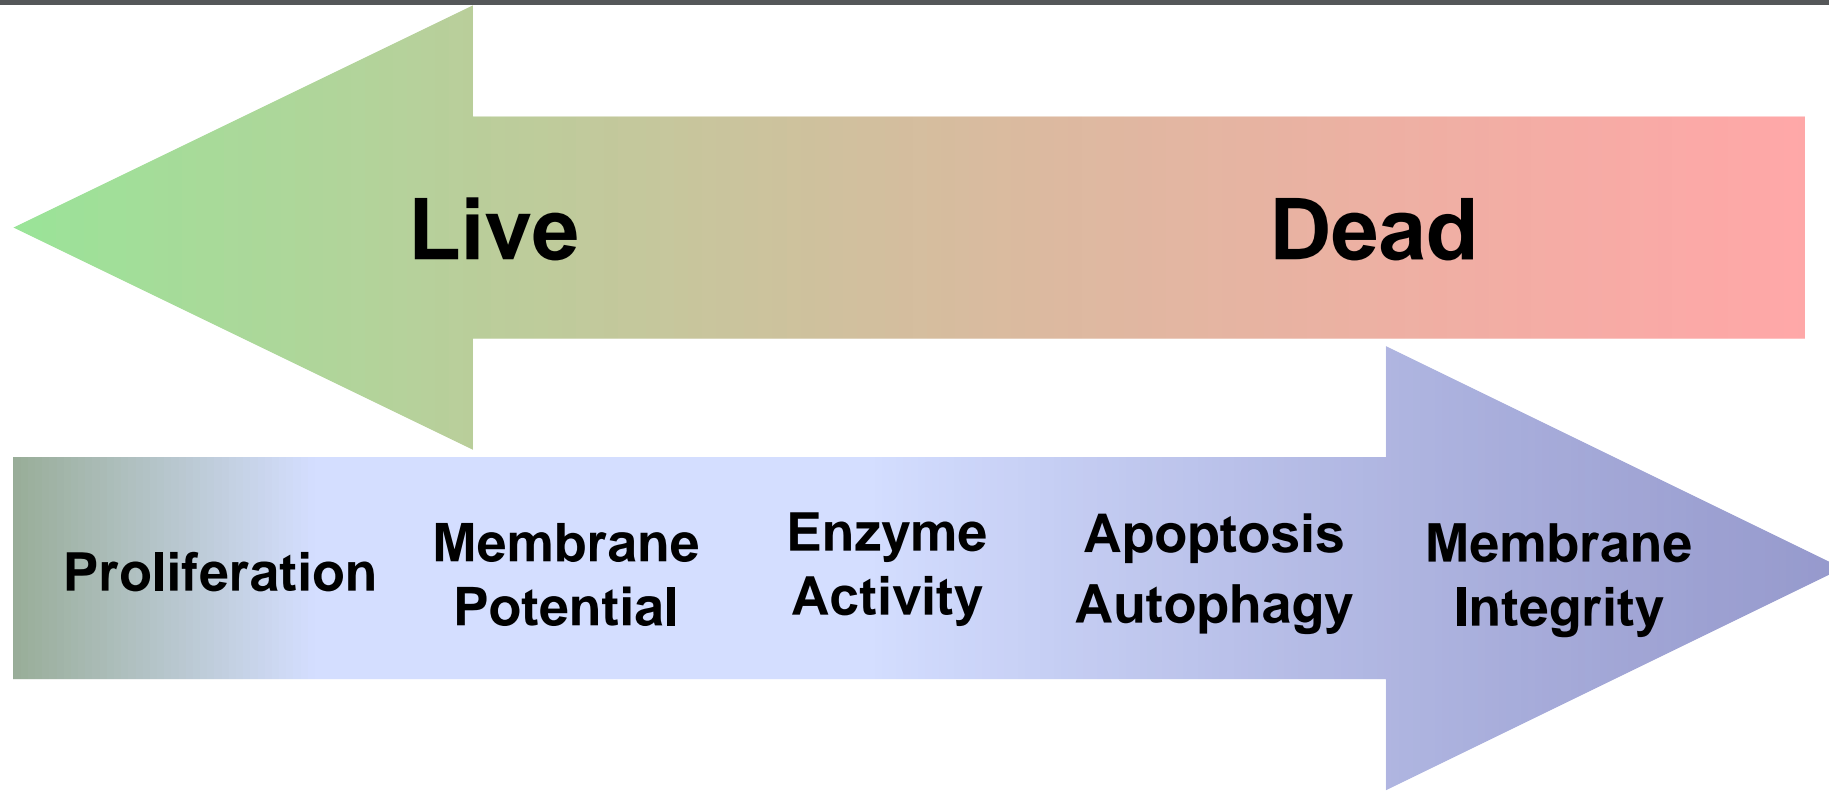 Live
Dead
Proliferation
Membrane
Potential
Enzyme
Activity
Apoptosis
Autophagy
Membrane
Integrity